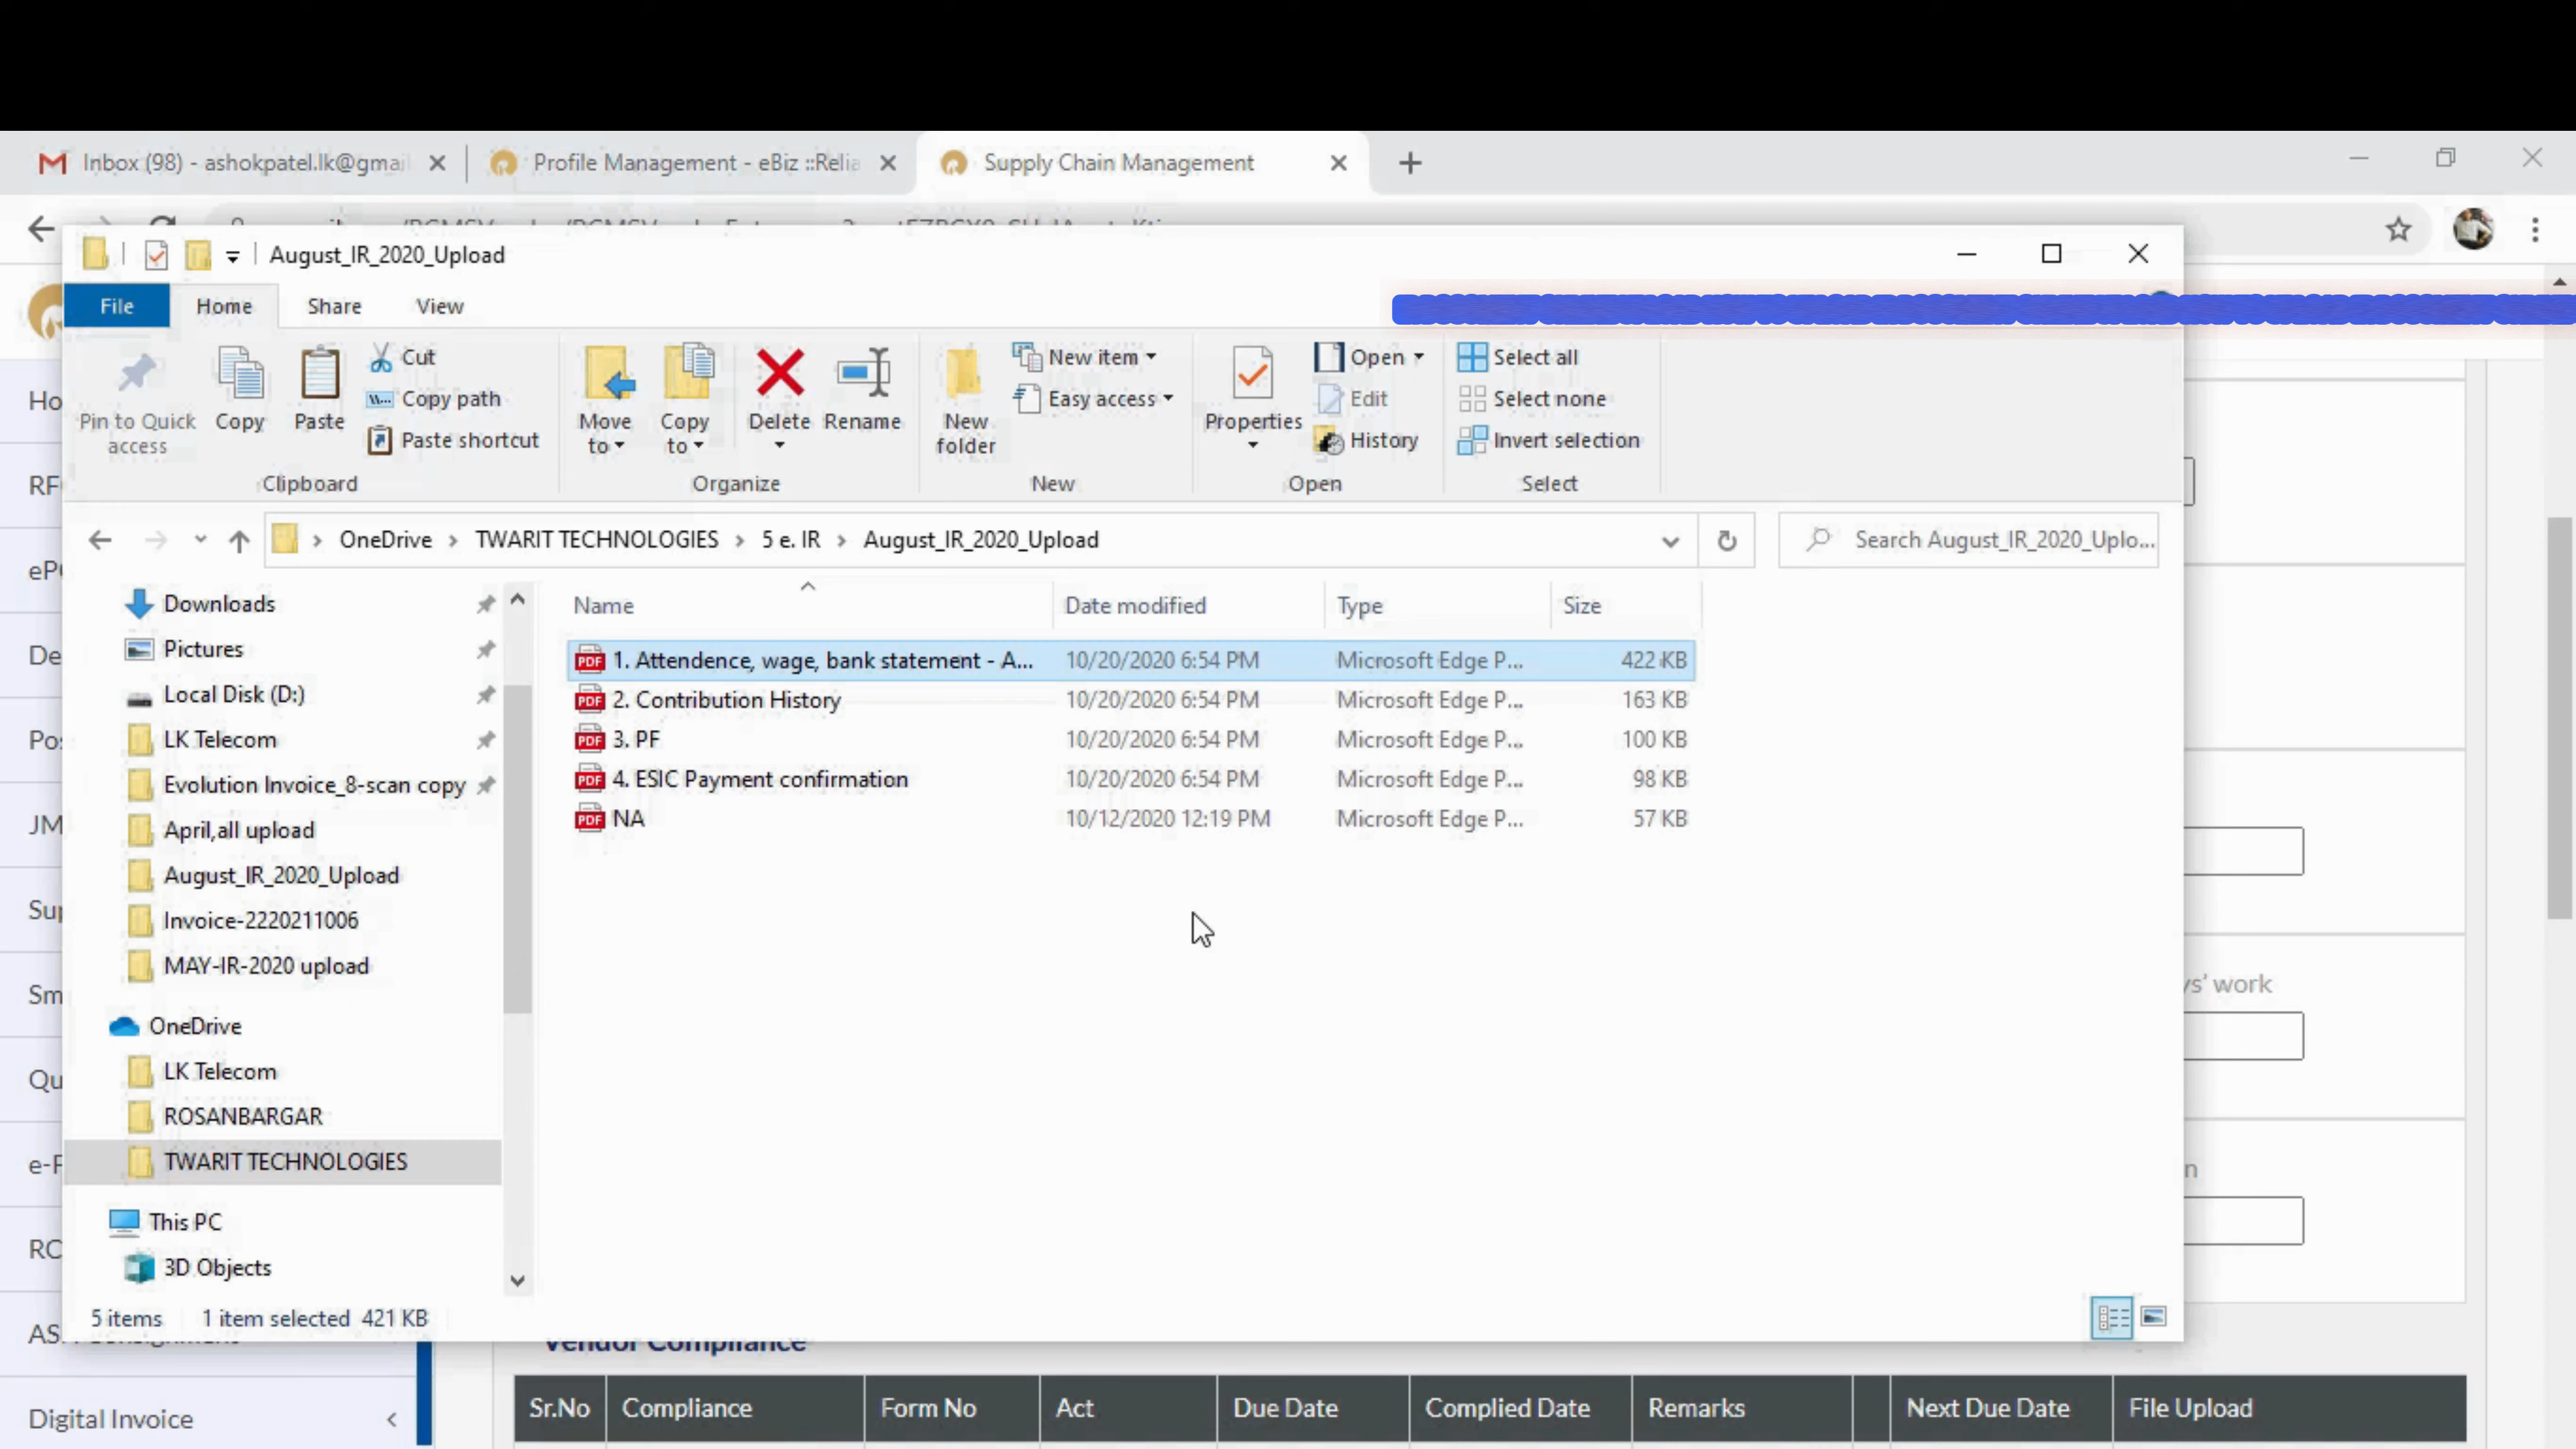 Inbox (98) - ashokpatel.lk@gmai
Profile Management - eBiz ::Relia
Supply Chain Management
August_IR_2020_Upload
File Home Share View
Pin to Quick access
Copy
Paste
Cut
Copy path
Paste shortcut
Clipboard
Move to
Copy to
Delete
Rename
Organize
New folder
New item
Easy access
New
Properties
Open
Edit
History
Open
Select all
Select none
Invert selection
Select
OneDrive > TWARIT TECHNOLOGIES > 5 e. IR > August_IR_2020_Upload
Search August_IR_2020_Uplo...
Downloads
Pictures
Local Disk (D:)
LK Telecom
Evolution Invoice_8-scan copy
April,all upload
August_IR_2020_Upload
Invoice-2220211006
MAY-IR-2020 upload
OneDrive
LK Telecom
ROSANBARGAR
TWARIT TECHNOLOGIES
This PC
3D Objects
Name Date modified Type Size
1. Attendence, wage, bank statement - A... 10/20/2020 6:54 PM Microsoft Edge P... 422 KB
2. Contribution History 10/20/2020 6:54 PM Microsoft Edge P... 163 KB
3. PF 10/20/2020 6:54 PM Microsoft Edge P... 100 KB
4. ESIC Payment confirmation 10/20/2020 6:54 PM Microsoft Edge P... 98 KB
NA 10/12/2020 12:19 PM Microsoft Edge P... 57 KB
5 items 1 item selected 421 KB
Ho
RF
De
JM
Sm
Qu
work
Vendor Compliance
Digital Invoice
Sr.No Compliance Form No Act Due Date Complied Date Remarks Next Due Date File Upload